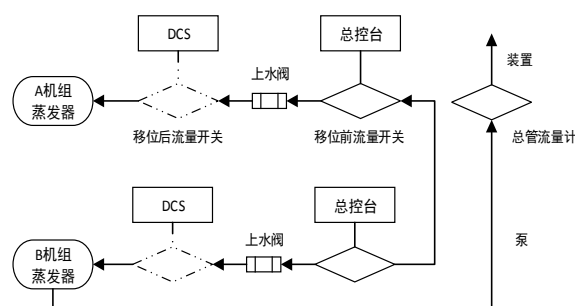 DCS
总控台
装置
A机组
蒸发器
上水阀
移位后流量开关
移位前流量开关
总管流量计
DCS
总控台
B机组
蒸发器
上水阀
泵